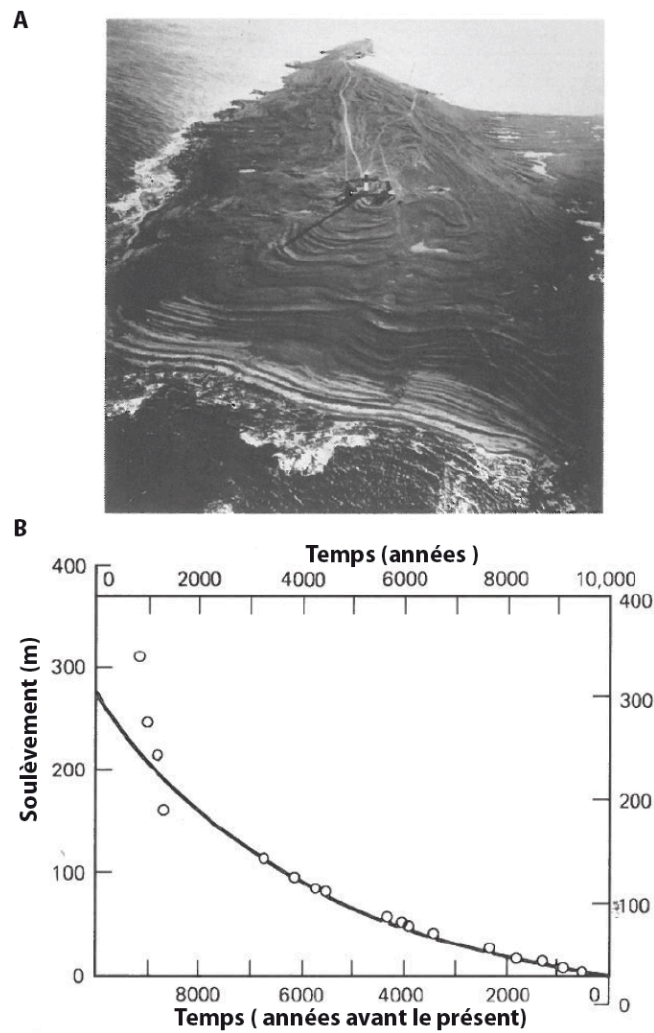 A
B
Temps (années )
0 2000 4000 6000 2000 10,000
400 400
300 300
200 200
100 100
0 0
Soulèvement (m)
8000 6000 4000 2000 0
Temps ( années avant le présent)